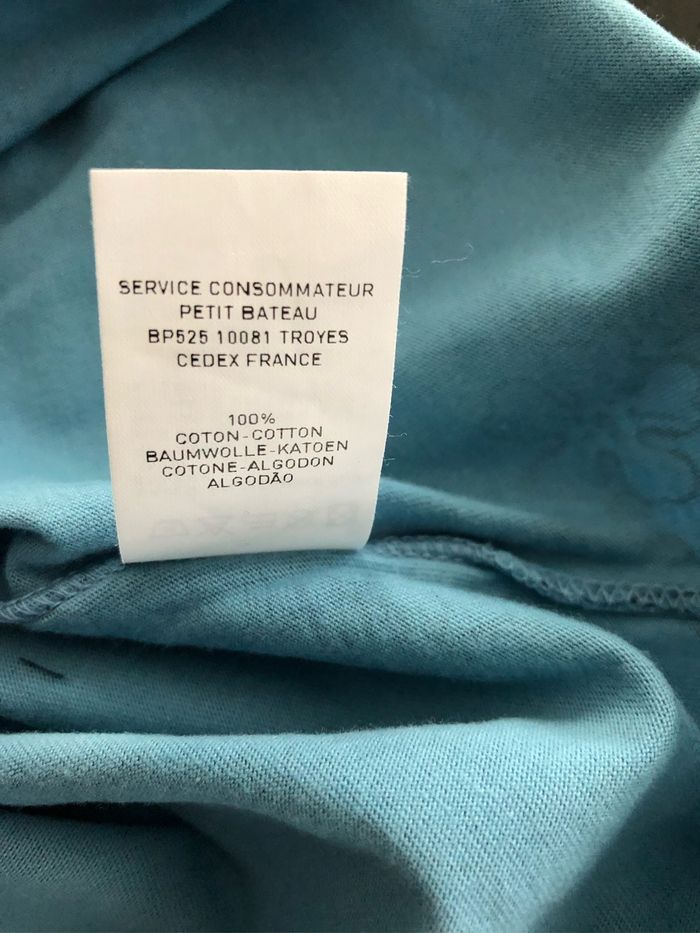 SERVICE CONSOMMATEUR
PETIT BATEAU
BP525 10081 TROYES
CEDEX FRANCE
100%
COTON-COTTON
BAUMWOLLE-KATOEN
COTONE-ALGODON
ALGODÃO